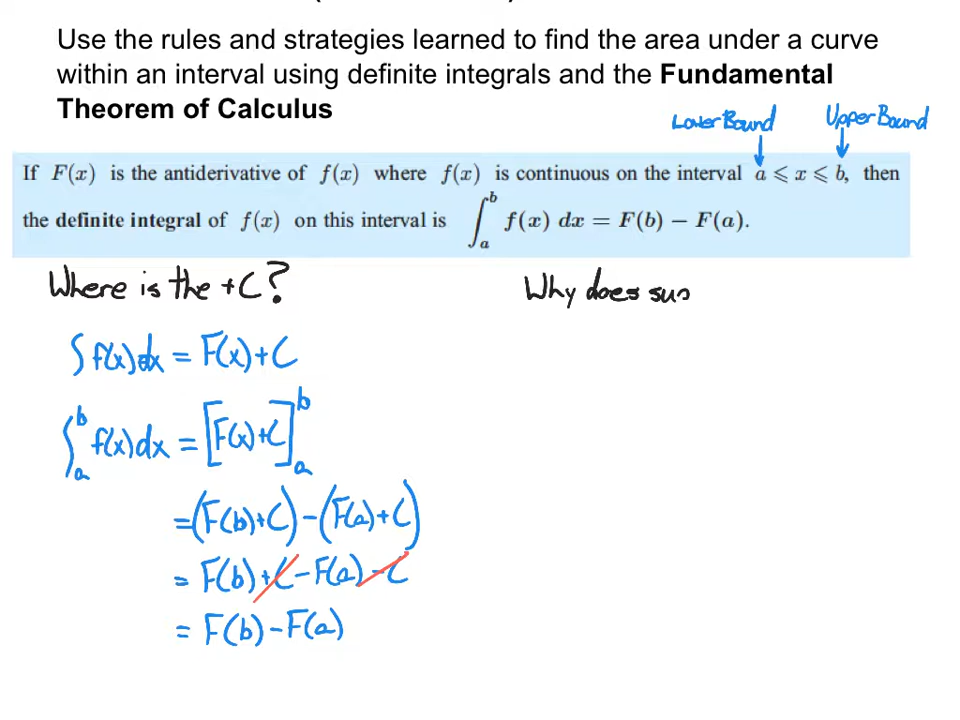 Use the rules and strategies learned to find the area under a curve
within an interval using definite integrals and the Fundamental
Theorem of Calculus
Lower Bound Upper Bound
If F(x) is the antiderivative of f(x) where f(x) is continuous on the interval a ⩽ x ⩽ b, then
the definite integral of f(x) on this interval is ∫_a^b f(x) dx = F(b) − F(a).
Where is the +C? Why does sus
∫ f(x)dx = F(x)+C
∫_a^b f(x)dx = [F(x)+C]_a^b
=(F(b)+C)-(F(a)+C)
= F(b)+C-F(a)-C
= F(b)-F(a)